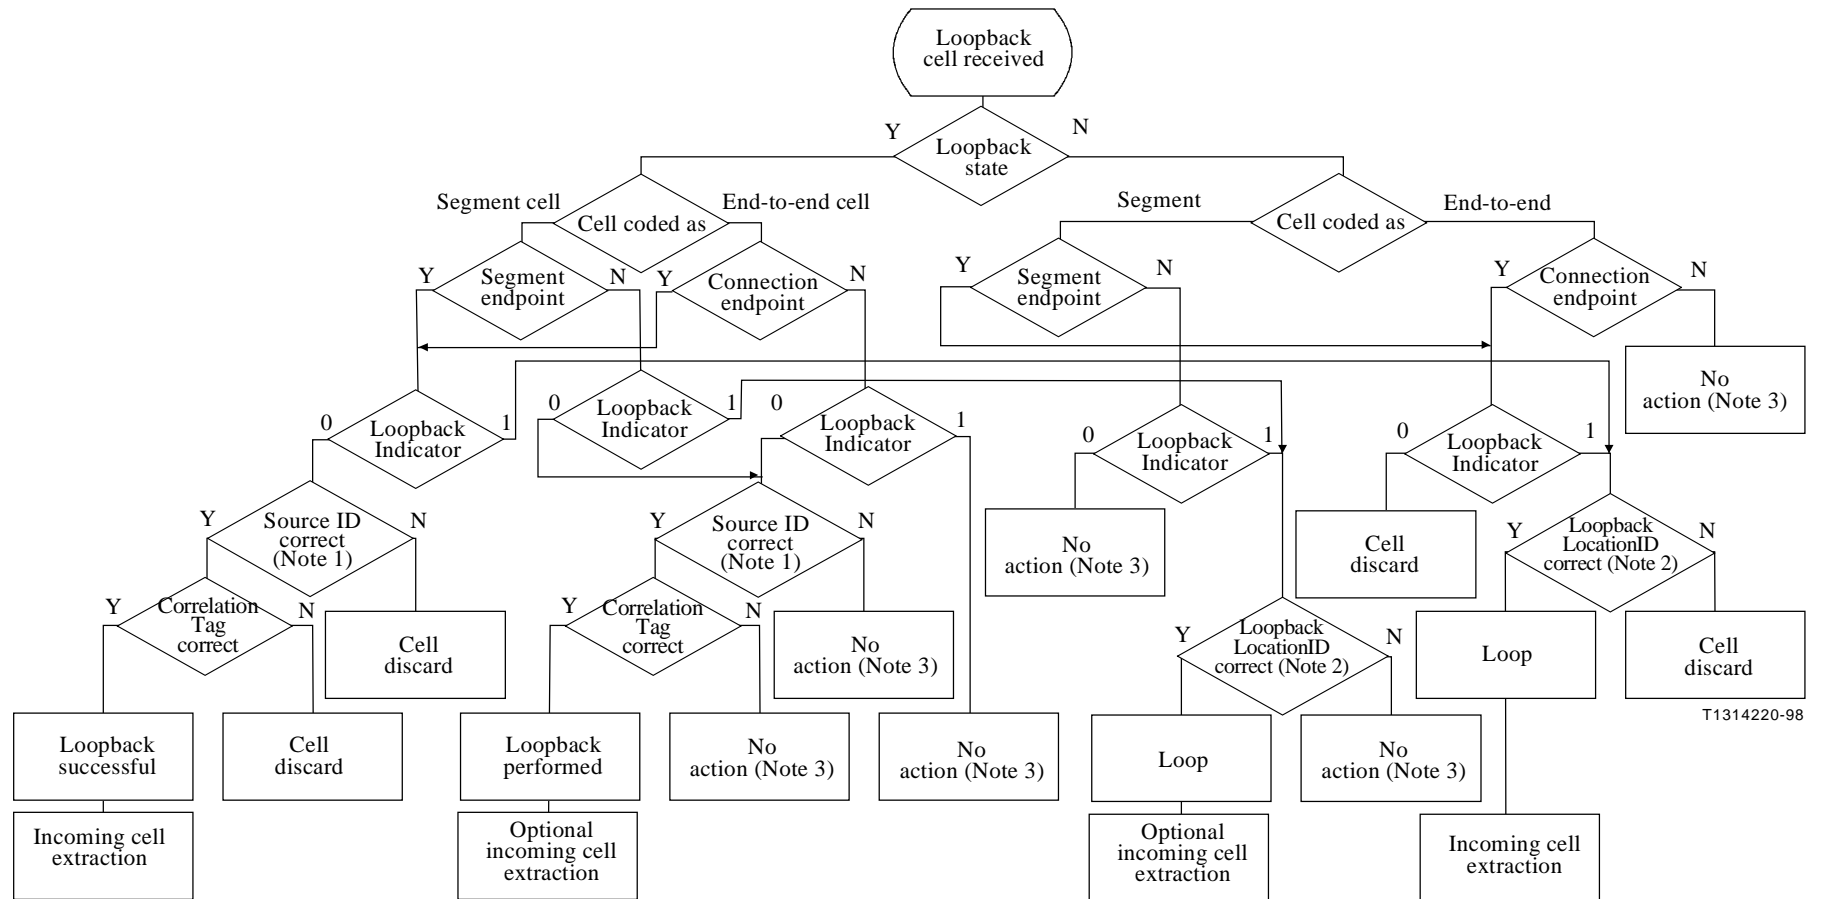 Loopback
cell received
Y
N
Loopback
state
Segment cell
End-to-end cell
Segment
End-to-end
Cell coded as
Cell coded as
Y
Segment
endpoint
N
Y
Connection
endpoint
N
Y
Segment
endpoint
N
Y
Connection
endpoint
N
No
action (Note 3)
0
Loopback
Indicator
1
0
Loopback
Indicator
1
0
Loopback
Indicator
1
0
Loopback
Indicator
1
0
Loopback
Indicator
1
Y
Source ID
correct
(Note 1)
N
Y
Source ID
correct
(Note 1)
N
No
action (Note 3)
Cell
discard
Y
Loopback
LocationID
correct (Note 2)
N
Y
Correlation
Tag
correct
N
Cell
discard
Y
Correlation
Tag
correct
N
No
action (Note 3)
Y
Loopback
LocationID
correct (Note 2)
N
Loop
Cell
discard
T1314220-98
Loopback
successful
Cell
discard
Loopback
performed
No
action (Note 3)
No
action (Note 3)
Loop
No
action (Note 3)
Incoming cell
extraction
Optional
incoming cell
extraction
Optional
incoming cell
extraction
Incoming cell
extraction